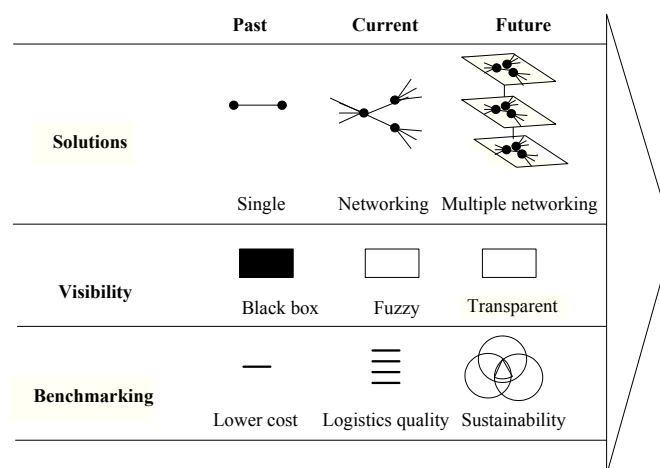 Past Current Future
Solutions
Single Networking Multiple networking
Visibility
Black box Fuzzy Transparent
Benchmarking
Lower cost Logistics quality Sustainability